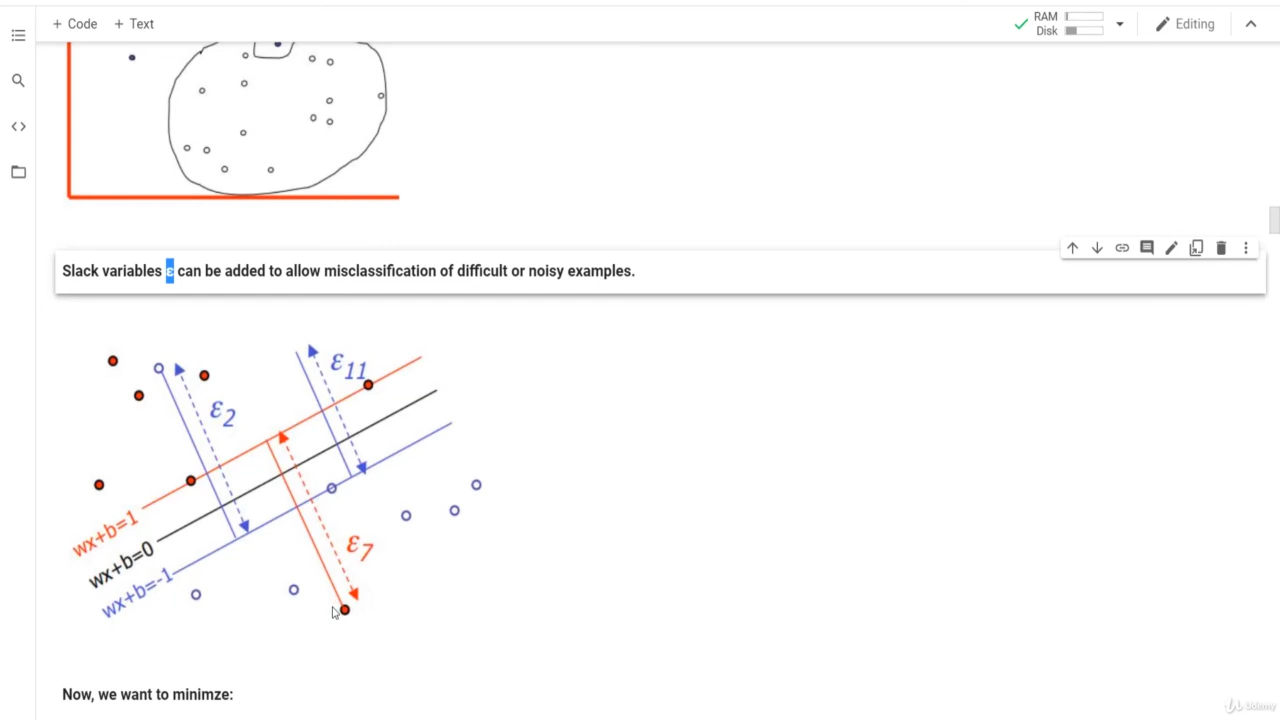 + Code + Text
RAM
Disk
Editing
Slack variables ε can be added to allow misclassification of difficult or noisy examples.
ε11
ε2
ε7
wx+b=1
wx+b=0
wx+b=-1
Now, we want to minimze:
Udemy